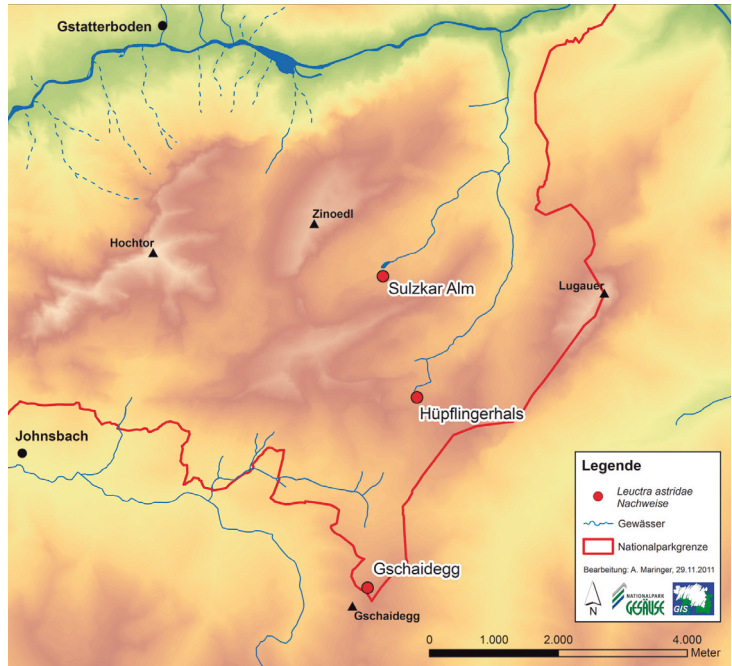 Gstatterboden
Zinoedl
Hochtor
Sulzkar Alm
Lugauer
Hüpflingerhals
Johnsbach
Gschaidegg
Gschaidegg
Legende
Leuctra astridae
Nachweise
Gewässer
Nationalparkgrenze
Bearbeitung: A. Maringer, 29.11.2011
N
NATIONALPARK
GESÄUSE
GIS
0 1.000 2.000 4.000
Meter